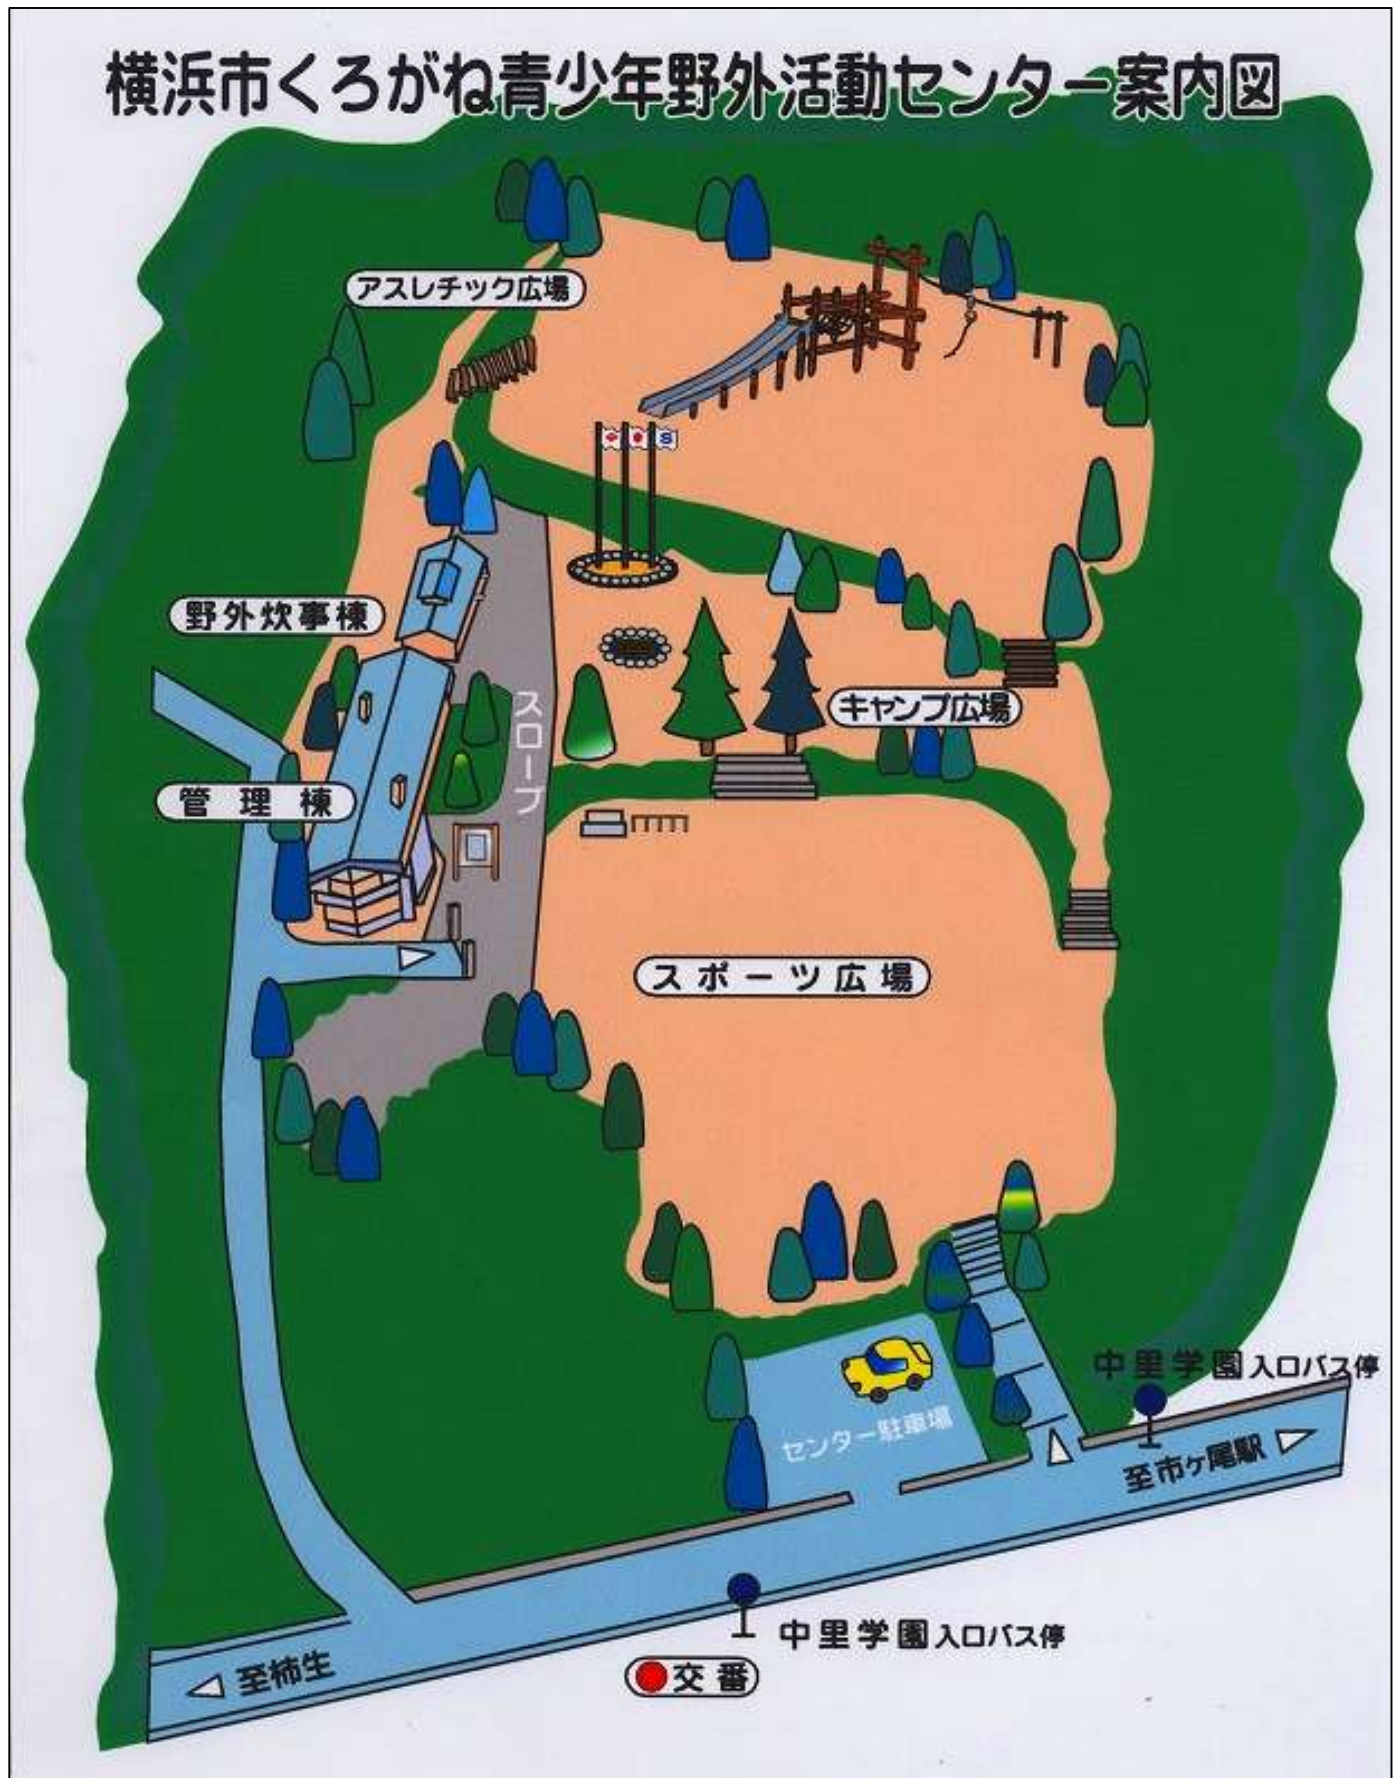 横浜市くろがね青少年野外活動センター案内図
アスレチック広場
S
野外炊事棟
スロープ
キャンプ広場
管理棟
スポーツ広場
中里学園入口バス停
センター駐車場
至市ヶ尾駅
中里学園入口バス停
至柿生
交番